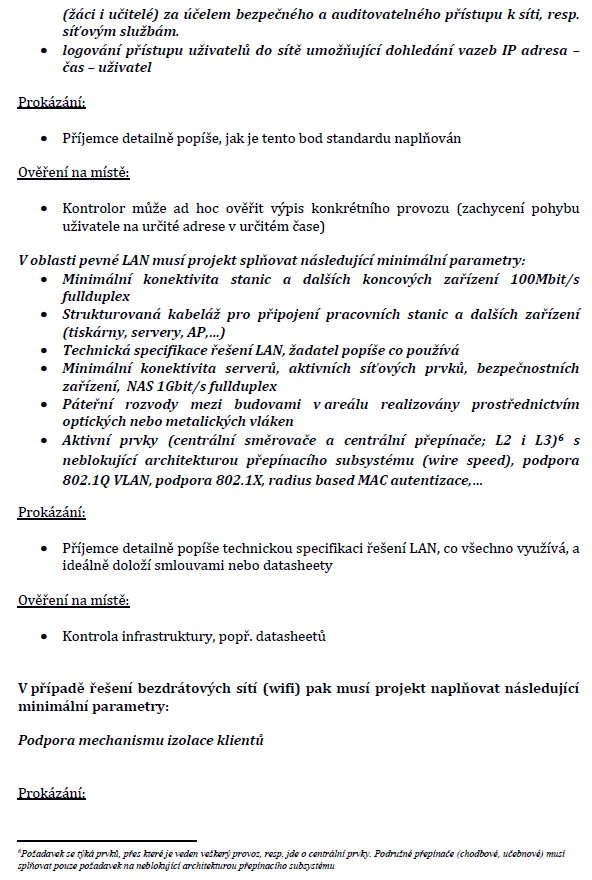 (žáci i učitelé) za účelem bezpečného a auditovatelného přístupu k síti, resp.
síťovým službám.
• logování přístupu uživatelů do sítě umožňující dohledání vazeb IP adresa –
čas – uživatel
Prokázání:
• Příjemce detailně popíše, jak je tento bod standardu naplňován
Ověření na místě:
• Kontrolor může ad hoc ověřit výpis konkrétního provozu (zachycení pohybu
uživatele na určité adrese v určitém čase)
V oblasti pevné LAN musí projekt splňovat následující minimální parametry:
• Minimální konektivita stanic a dalších koncových zařízení 100Mbit/s
fullduplex
• Strukturovaná kabeláž pro připojení pracovních stanic a dalších zařízení
(tiskárny, servery, AP,...)
• Technická specifikace řešení LAN, žadatel popíše co používá
• Minimální konektivita serverů, aktivních síťových prvků, bezpečnostních
zařízení, NAS 1Gbit/s fullduplex
• Páteřní rozvody mezi budovami v areálu realizovány prostřednictvím
optických nebo metalických vláken
• Aktivní prvky (centrální směrovače a centrální přepínače; L2 i L3)⁶ s
neblokující architekturou přepínacího subsystému (wire speed), podpora
802.1Q VLAN, podpora 802.1X, radius based MAC autentizace,...
Prokázání:
• Příjemce detailně popíše technickou specifikaci řešení LAN, co všechno využívá, a
ideálně doloží smlouvami nebo datasheety
Ověření na místě:
• Kontrola infrastruktury, popř. datasheetů
V případě řešení bezdrátových sítí (wifi) pak musí projekt naplňovat následující
minimální parametry:
Podpora mechanismu izolace klientů
Prokázání:
⁶Požadavek se týká prvků, přes které je veden veškerý provoz, resp. jde o centrální prvky. Podružné přepínače (chodbové, učebnové) musí
splňovat pouze požadavek na neblokující architekturou přepínacího subsystému